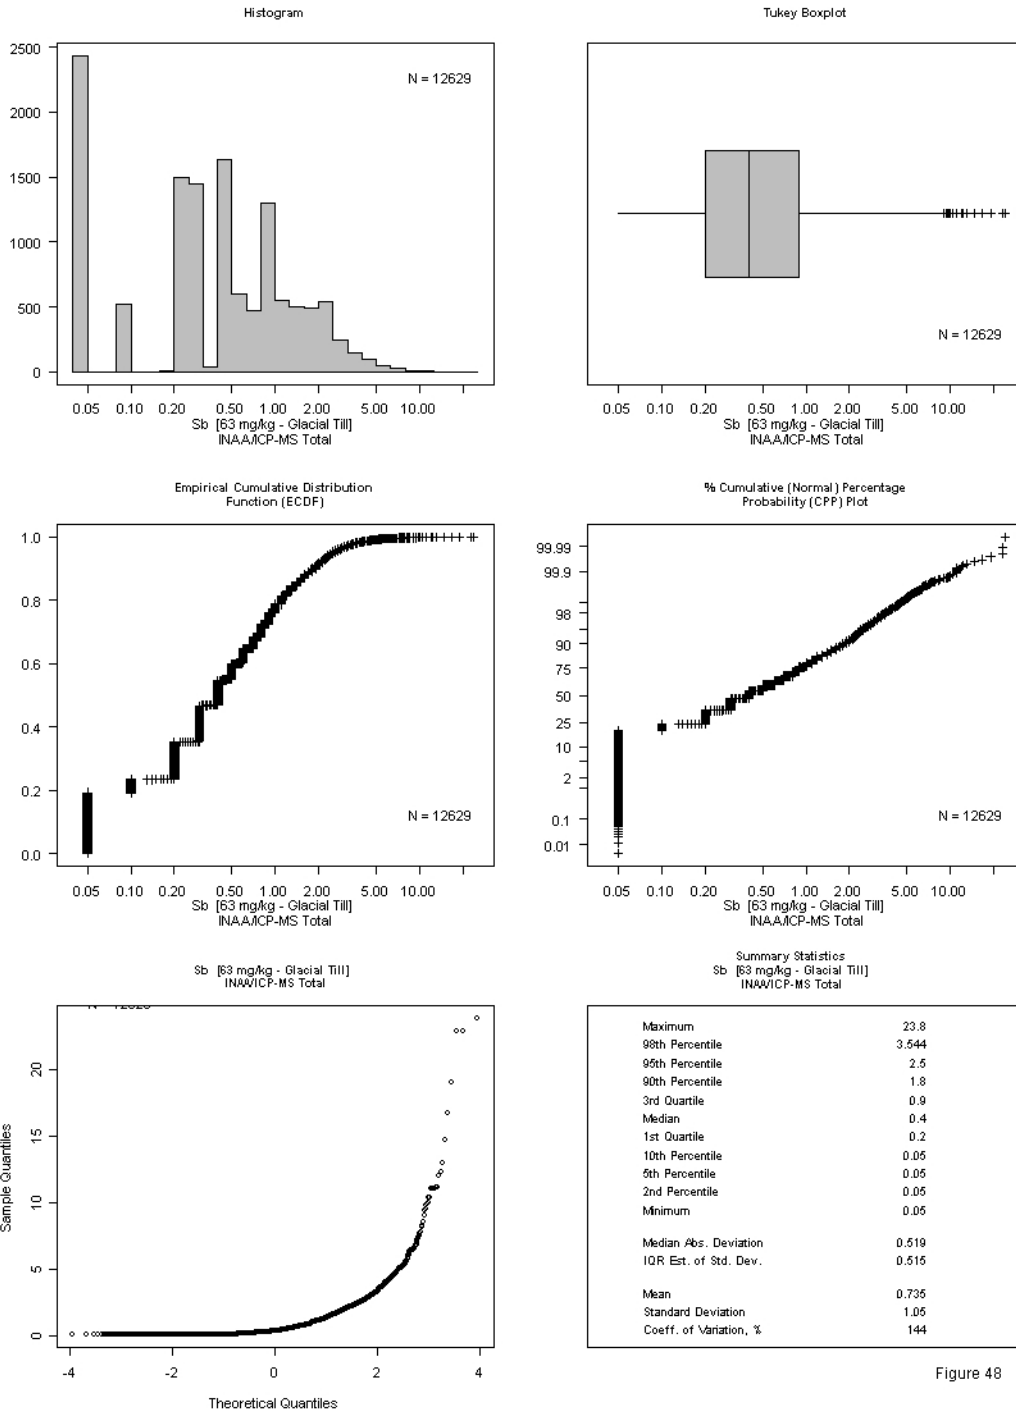 Histogram
2500
2000
1500
1000
500
0
N = 12629
0.05 0.10 0.20 0.50 1.00 2.00 5.00 10.00
Sb [63 mg/kg - Glacial Till]
INAA/ICP-MS Total
Tukey Boxplot
N = 12629
0.05 0.10 0.20 0.50 1.00 2.00 5.00 10.00
Sb [63 mg/kg - Glacial Till]
INAA/ICP-MS Total
Empirical Cumulative Distribution
Function (ECDF)
1.0
0.8
0.6
0.4
0.2
0.0
N = 12629
0.05 0.10 0.20 0.50 1.00 2.00 5.00 10.00
Sb [63 mg/kg - Glacial Till]
INAA/ICP-MS Total
% Cumulative (Normal) Percentage
Probability (CPP) Plot
99.99
99.9
98
90
75
50
25
10
2
0.1
0.01
N = 12629
0.05 0.10 0.20 0.50 1.00 2.00 5.00 10.00
Sb [63 mg/kg - Glacial Till]
INAA/ICP-MS Total
Sb [63 mg/kg - Glacial Till]
INAA/ICP-MS Total
Sample Quantiles
20
15
10
5
0
-4 -2 0 2 4
Theoretical Quantiles
Summary Statistics
Sb [63 mg/kg - Glacial Till]
INAA/ICP-MS Total
Maximum 23.8
98th Percentile 3.544
95th Percentile 2.5
90th Percentile 1.8
3rd Quartile 0.9
Median 0.4
1st Quartile 0.2
10th Percentile 0.05
5th Percentile 0.05
2nd Percentile 0.05
Minimum 0.05
Median Abs. Deviation 0.519
IQR Est. of Std. Dev. 0.515
Mean 0.735
Standard Deviation 1.05
Coeff. of Variation, % 144
Figure 48